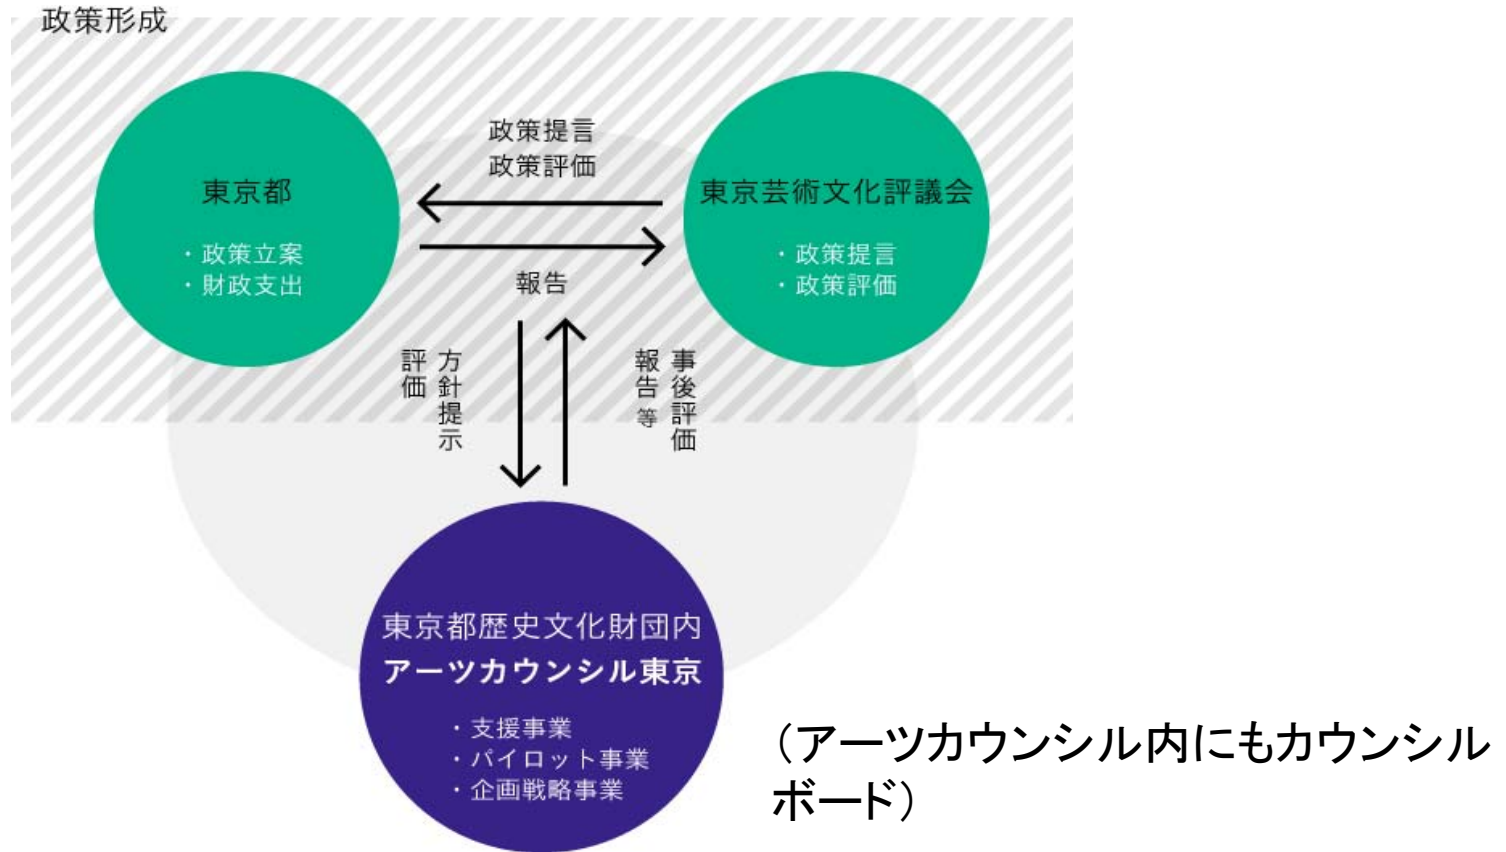 政策形成
政策提言
政策評価
東京都
・政策立案
・財政支出
東京芸術文化評議会
・政策提言
・政策評価
報告
方針提示
評価
事後評価
報告 等
東京都歴史文化財団内
アーツカウンシル東京
・支援事業
・パイロット事業
・企画戦略事業
（アーツカウンシル内にもカウンシル
ボード）